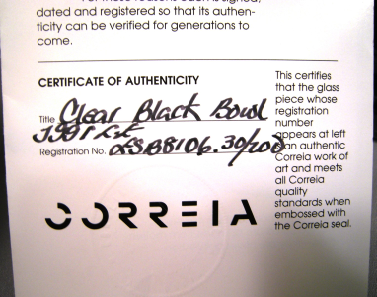 dated and registered so that its authen-
ticity can be verified for generations to
come.
CERTIFICATE OF AUTHENTICITY
Title Clear Black Bowl
Registration No. 30/200
This certifies
that the glass
piece whose
registration
number
appears at left
is an authentic
Correia work of
art and meets
all Correia
quality
standards when
embossed with
the Correia seal.
CORREIA